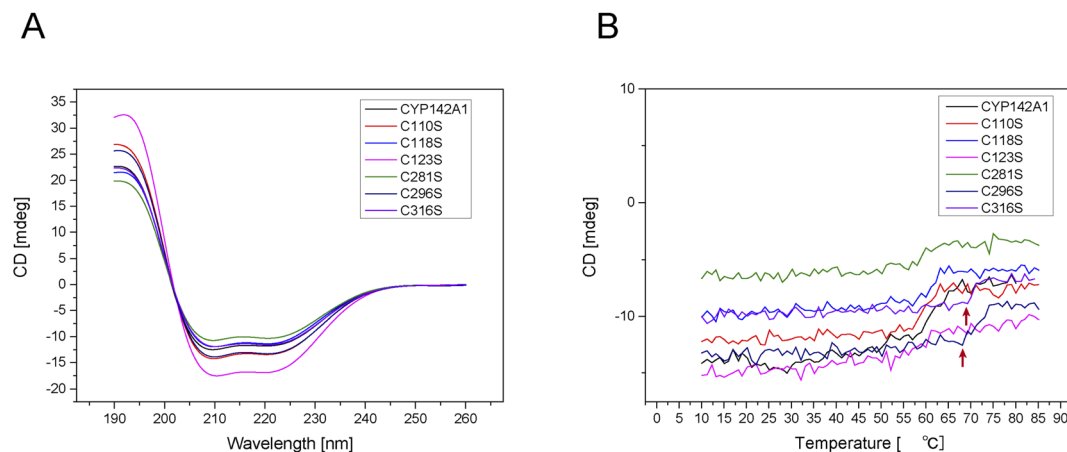 A
B
35
30
25
20
15
10
5
0
-5
-10
-15
-20
CD [mdeg]
CYP142A1
C110S
C118S
C123S
C281S
C296S
C316S
190
200
210
220
230
240
250
260
Wavelength [nm]
10
0
-10
CD [mdeg]
CYP142A1
C110S
C118S
C123S
C281S
C296S
C316S
0
5
10
15
20
25
30
35
40
45
50
55
60
65
70
75
80
85
90
Temperature [ °C]